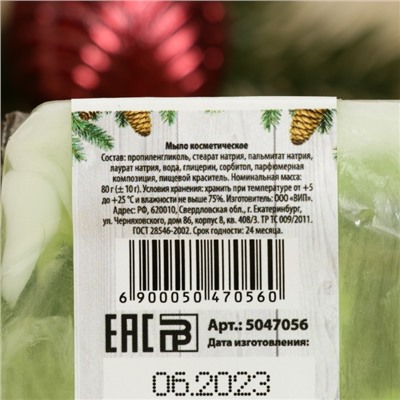 Мыло косметическое
Состав: пропиленгликоль, стеарат натрия, пальмитат натрия,
лаурат натрия, вода, глицерин, сорбитол, парфюмерная
композиция, пищевой краситель. Номинальная масса:
80 г (± 10 г). Условия хранения: хранить при температуре от +5
до +25 °С и влажности не выше 75%. Изготовитель: ООО «ВИП».
Адрес: РФ, 620010, Свердловская обл., г. Екатеринбург,
ул. Черняховского, дом 86, корпус 8, кв. 408/3. ТР ТС 009/2011.
ГОСТ 28546-2002. Срок годности: 24 месяца.
6 900050 470560
ЕАС
Арт.: 5047056
Дата изготовления:
06.2023